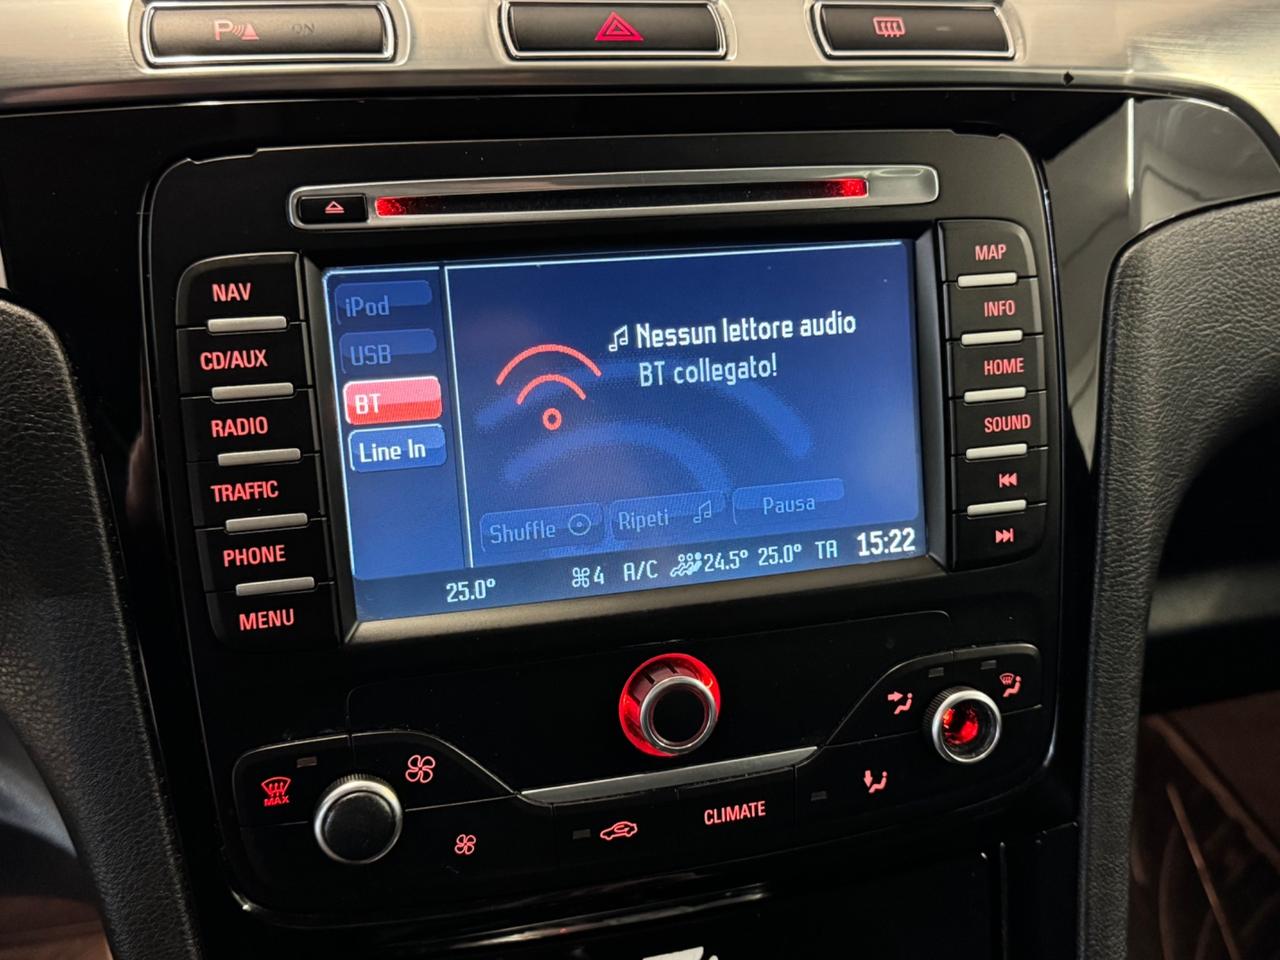 P ON
NAV
CD/AUX
RADIO
TRAFFIC
PHONE
MENU
iPod
USB
BT
Line In
Nessun lettore audio
BT collegato!
Shuffle Ripeti Pausa
25.0° 4 A/C 24.5° 25.0° TA 15:22
MAP
INFO
HOME
SOUND
MAX
CLIMATE